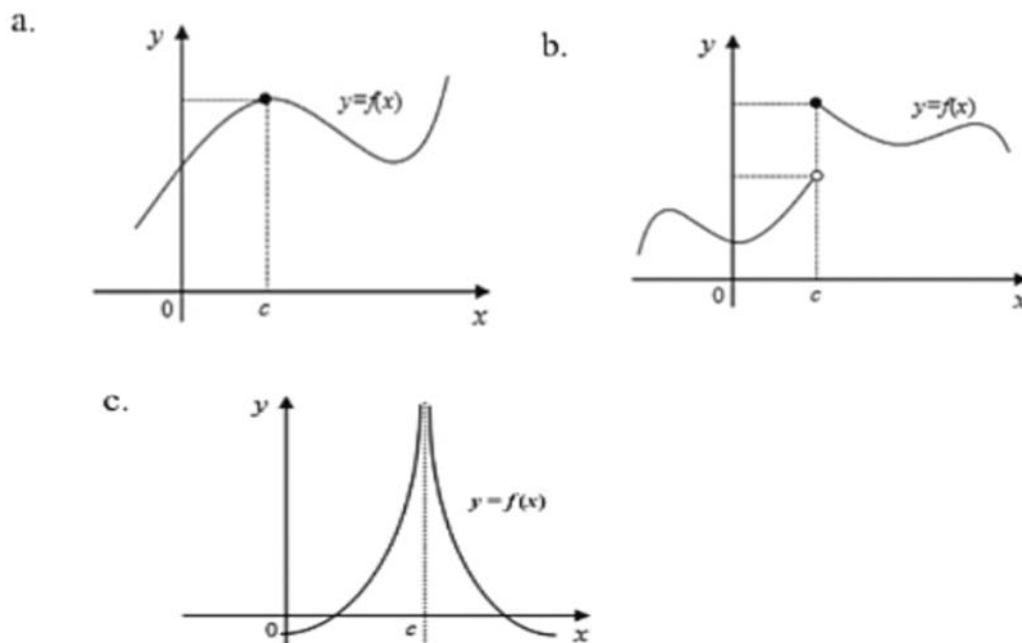 a.
y
y=f(x)
0
c
x
b.
y
y=f(x)
0
c
x
c.
y
y = f(x)
0
c
x